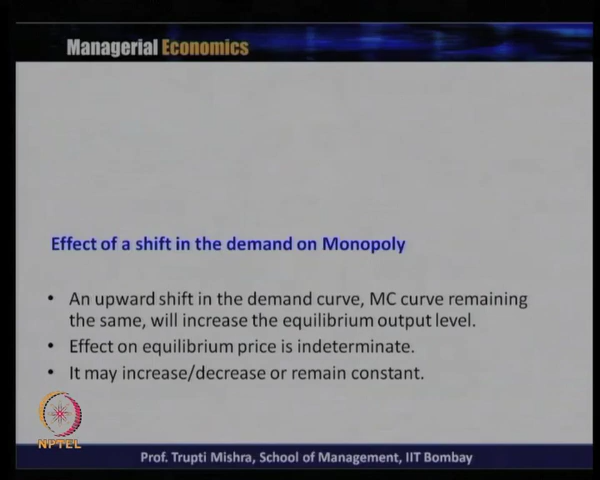 Managerial Economics
Effect of a shift in the demand on Monopoly
• An upward shift in the demand curve, MC curve remaining
the same, will increase the equilibrium output level.
• Effect on equilibrium price is indeterminate.
• It may increase/decrease or remain constant.
NPTEL
Prof. Trupti Mishra, School of Management, IIT Bombay